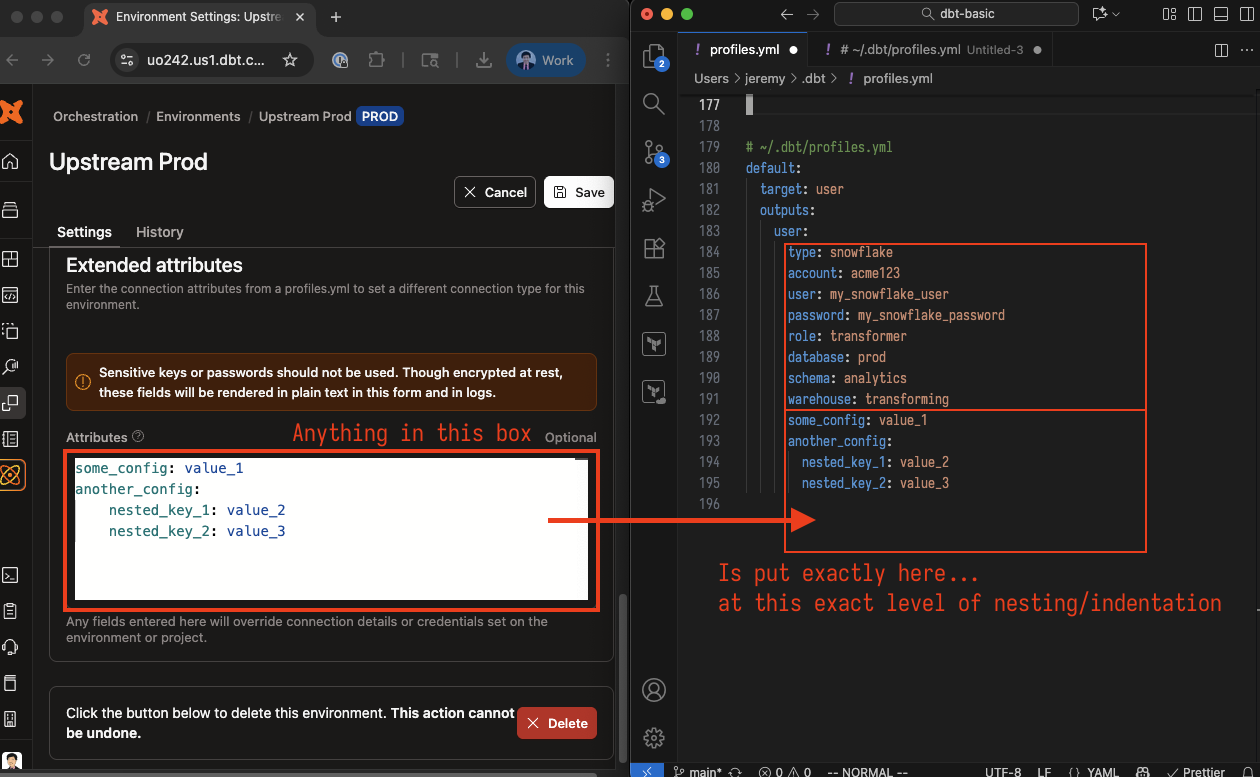 Environment Settings: Upstre
uo242.us1.dbt.c...
Work
Orchestration / Environments / Upstream Prod PROD
Upstream Prod
Cancel
Save
Settings
History
Extended attributes
Enter the connection attributes from a profiles.yml to set a different connection type for this
environment.
Sensitive keys or passwords should not be used. Though encrypted at rest,
these fields will be rendered in plain text in this form and in logs.
Attributes
Anything in this box
Optional
some_config: value_1
another_config:
nested_key_1: value_2
nested_key_2: value_3
Any fields entered here will override connection details or credentials set on the
environment or project.
Click the button below to delete this environment. This action cannot
be undone.
Delete
dbt-basic
2
3
! profiles.yml
! # ~/.dbt/profiles.yml Untitled-3
Users > jeremy > .dbt > ! profiles.yml
177
178
179 # ~/.dbt/profiles.yml
180 default:
181 target: user
182 outputs:
183 user:
184 type: snowflake
185 account: acme123
186 user: my_snowflake_user
187 password: my_snowflake_password
188 role: transformer
189 database: prod
190 schema: analytics
191 warehouse: transforming
192 some_config: value_1
193 another_config:
194 nested_key_1: value_2
195 nested_key_2: value_3
196
Is put exactly here...
at this exact level of nesting/indentation
main* 0 0 -- NORMAL -- UTF-8 LF {} YAML Prettier